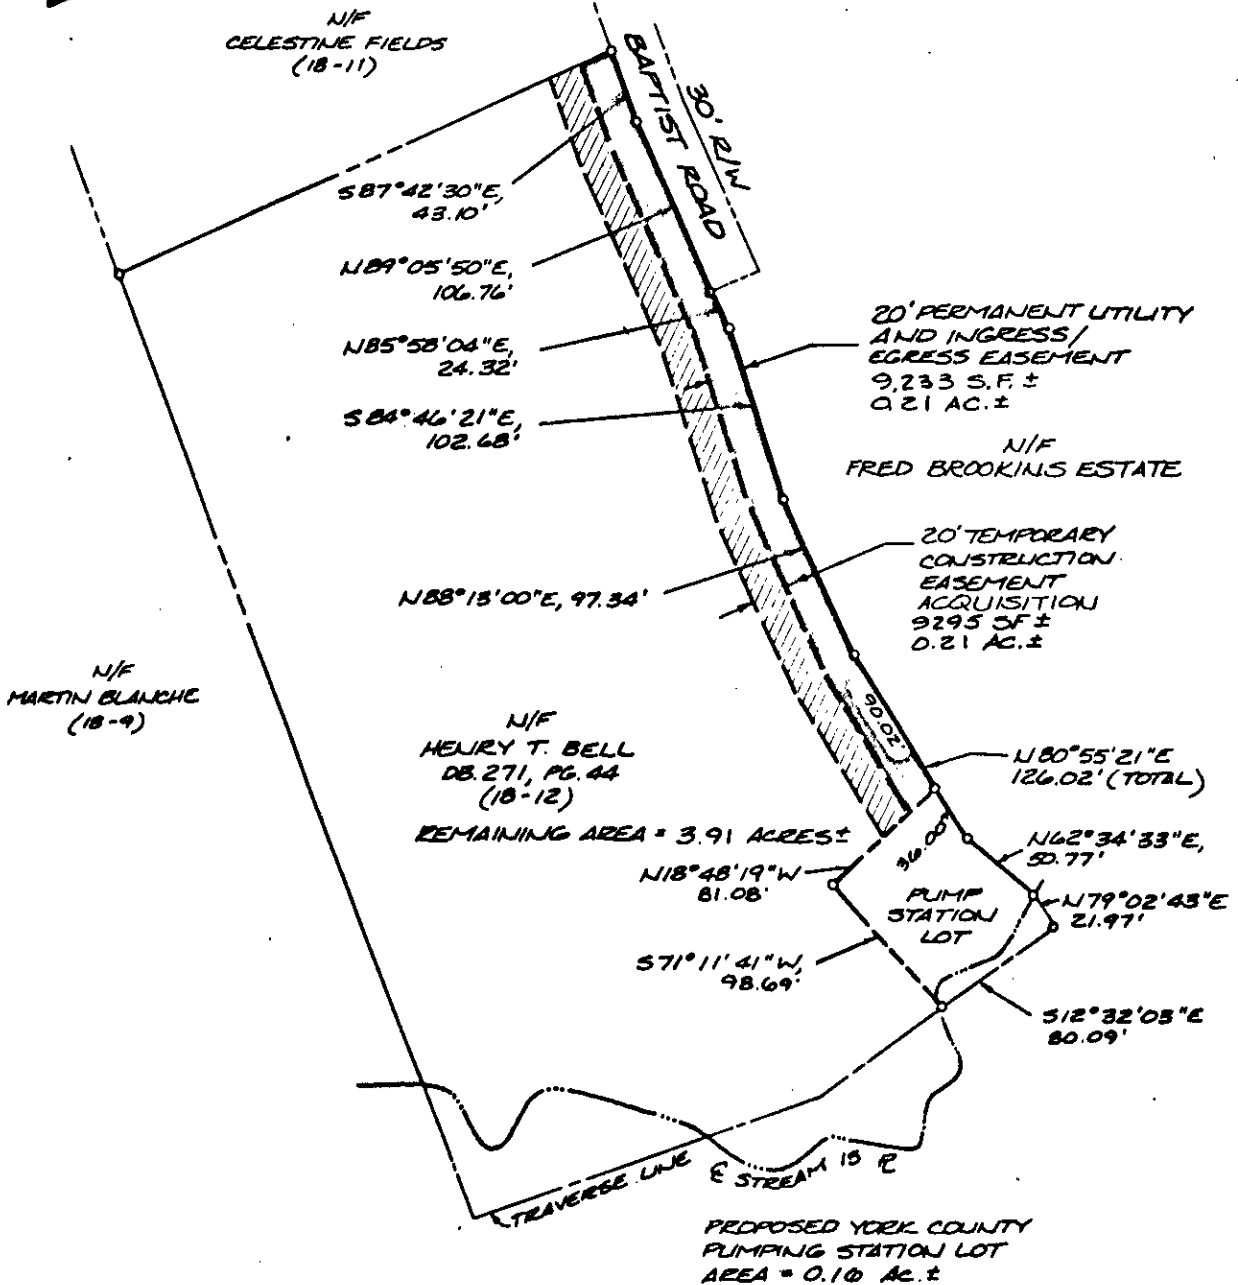 N/F
CELESTINE FIELDS
(18-11)
BAPTIST ROAD
30' R/W
S87°42'30"E,
43.10'
N89°05'50"E,
106.76'
N85°58'04"E,
24.32'
S84°46'21"E,
102.68'
20' PERMANENT UTILITY
AND INGRESS/
EGRESS EASEMENT
9,233 S.F. ±
0.21 AC.±
N/F
FRED BROOKINS ESTATE
20' TEMPORARY
CONSTRUCTION
EASEMENT
ACQUISITION
9295 SF ±
0.21 AC.±
N88°13'00"E, 97.34'
N/F
MARTIN BLANCHE
(18-9)
90.02'
N/F
HENRY T. BELL
DB. 271, PG. 44
(18-12)
REMAINING AREA = 3.91 ACRES±
N80°55'21"E
126.02' (TOTAL)
36.00'
N62°34'33"E,
50.77'
N18°48'19"W
81.08'
PUMP
STATION
LOT
N79°02'43"E
21.97'
S71°11'41"W,
98.69'
S12°32'03"E
80.09'
TRAVERSE LINE
℄ STREAM IS ⅊
PROPOSED YORK COUNTY
PUMPING STATION LOT
AREA = AC.±